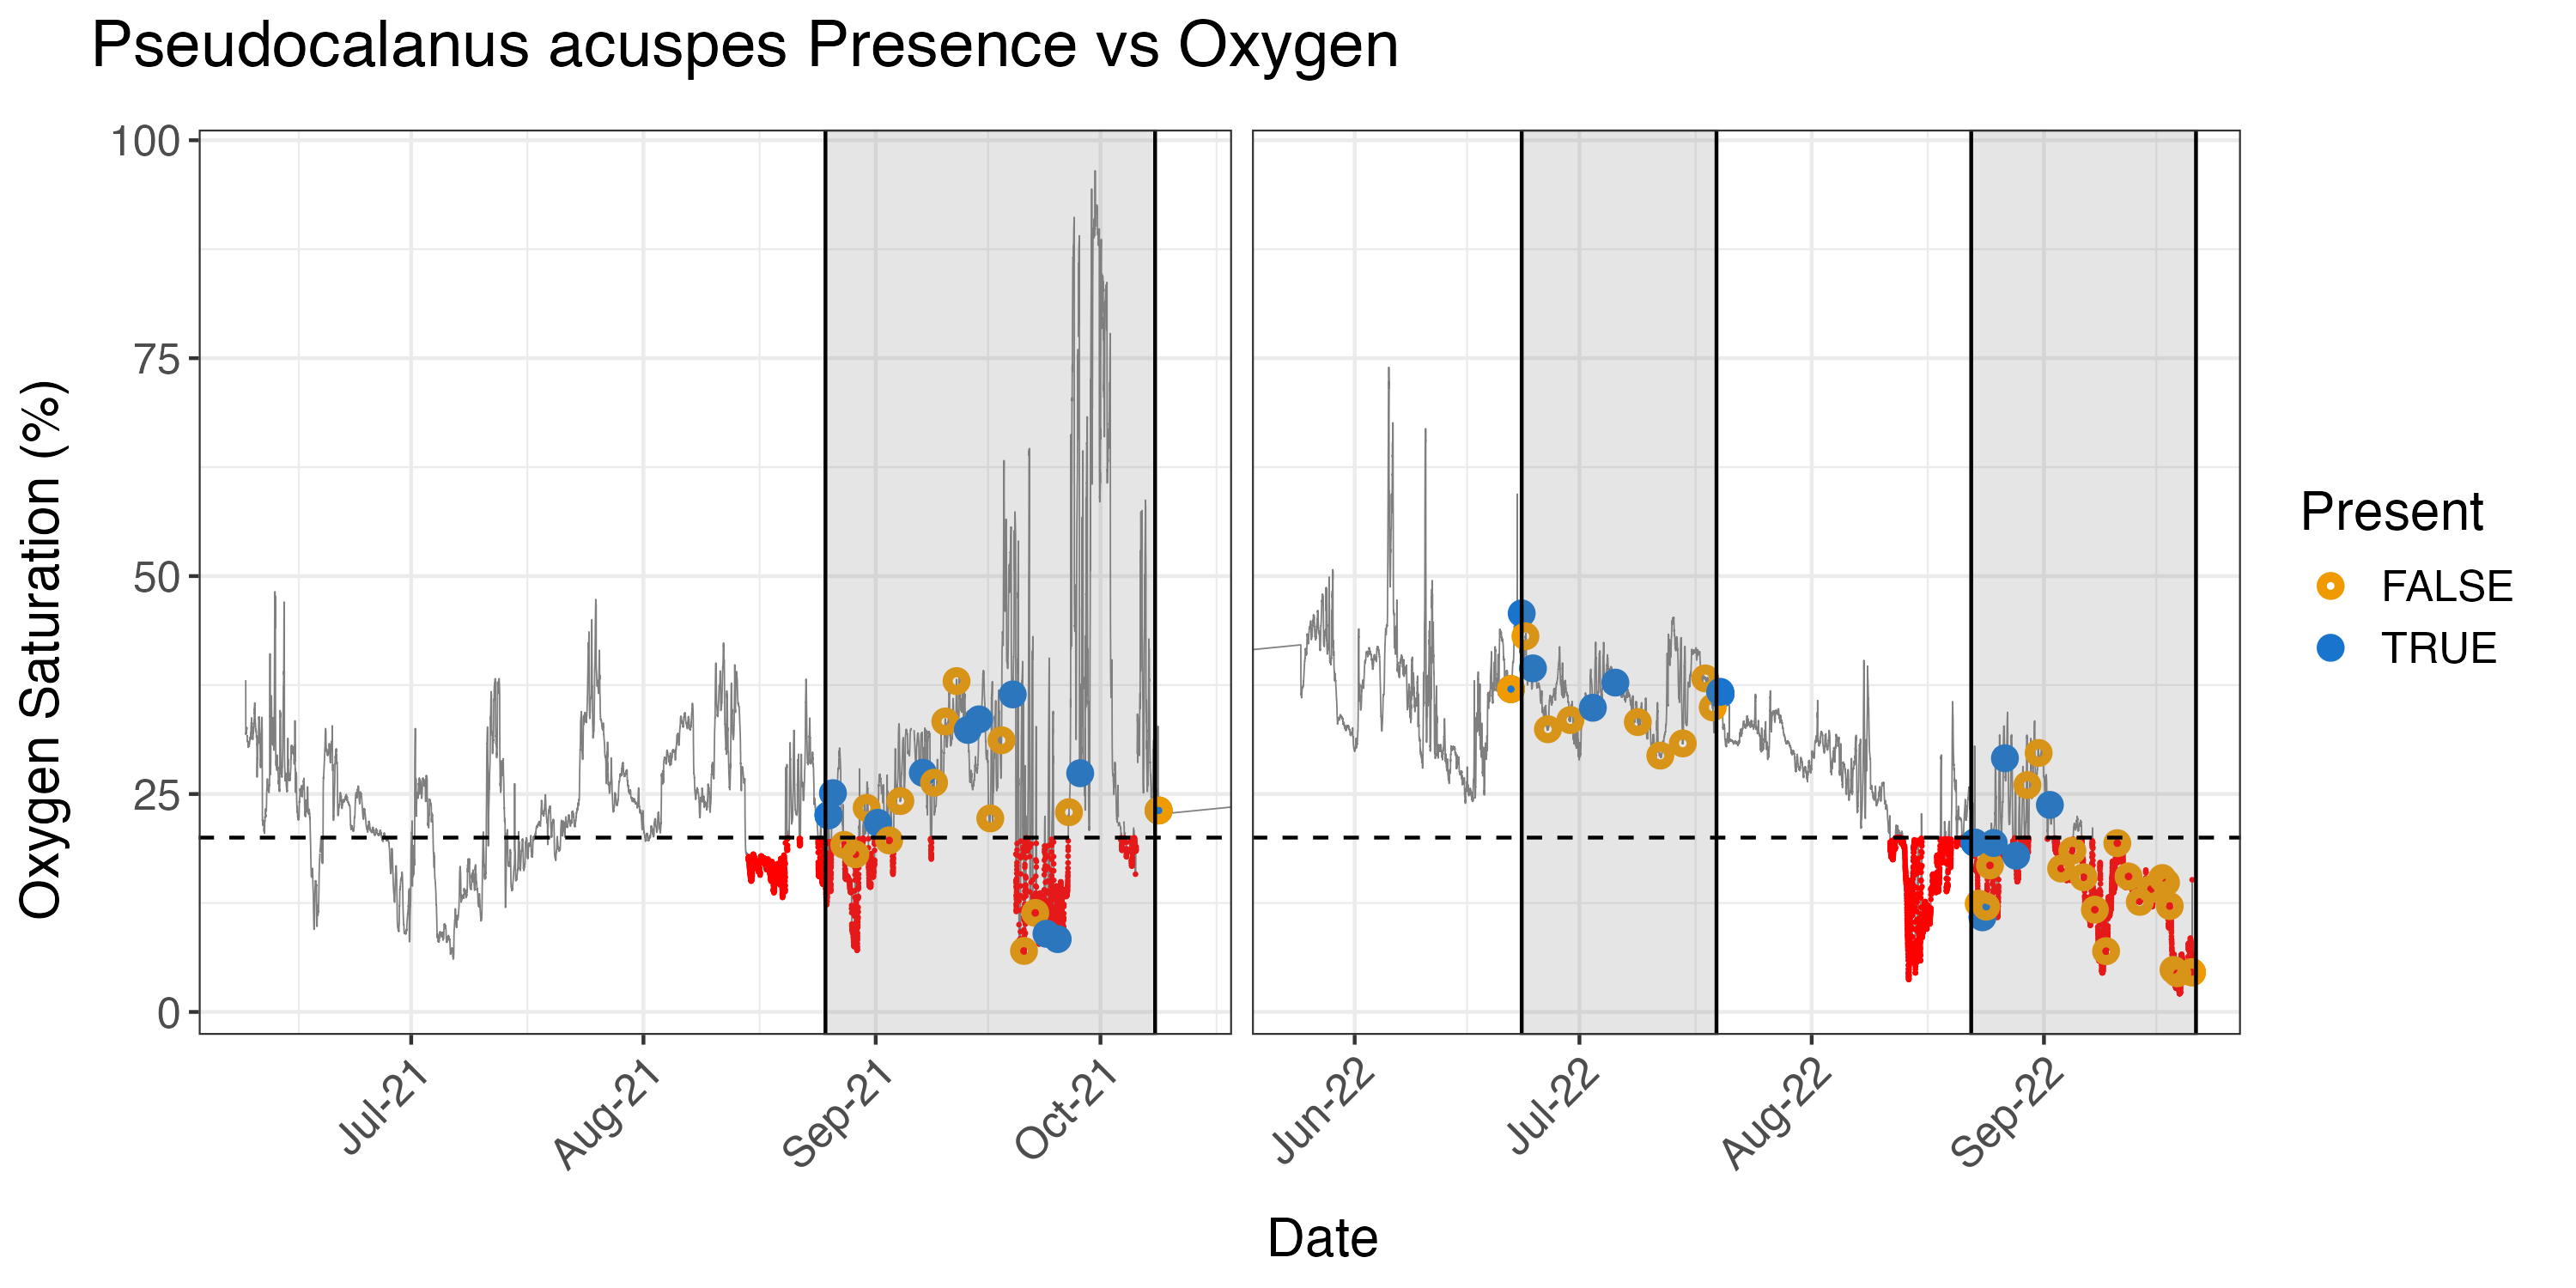 Pseudocalanus acuspes Presence vs Oxygen
Oxygen Saturation (%)
100
75
50
25
0
Jul-21
Aug-21
Sep-21
Oct-21
Jun-22
Jul-22
Aug-22
Sep-22
Date
Present
FALSE
TRUE